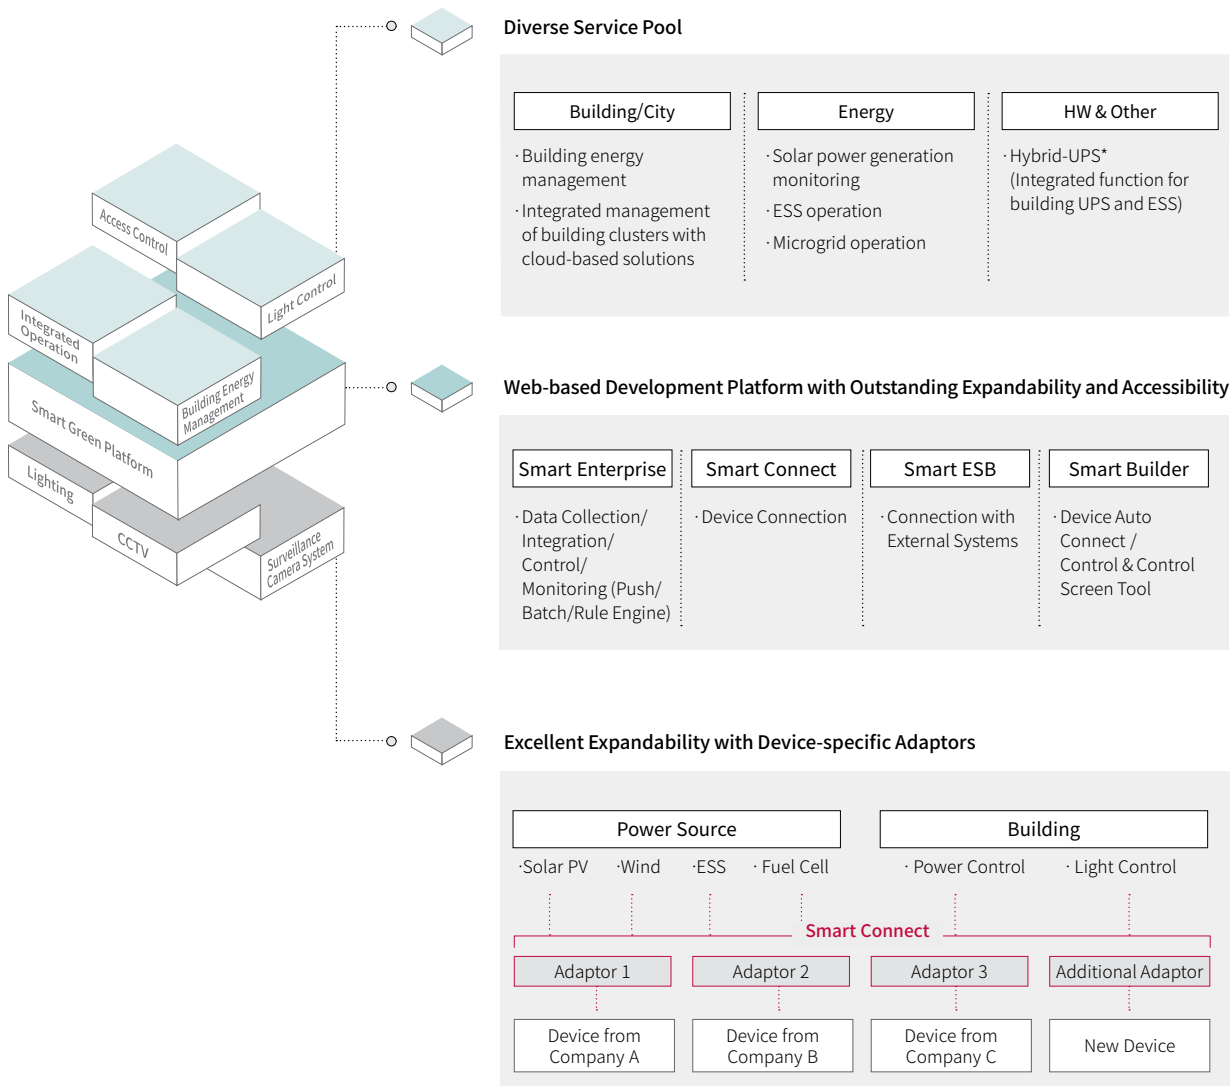 Diverse Service Pool
Building/City
· Building energy
management
· Integrated management
of building clusters with
cloud-based solutions
Energy
· Solar power generation
monitoring
· ESS operation
· Microgrid operation
HW & Other
· Hybrid-UPS*
(Integrated function for
building UPS and ESS)
Access Control
Light Control
Integrated
Operation
Building Energy
Management
Smart Green Platform
Lighting
CCTV
Surveillance
Camera System
Web-based Development Platform with Outstanding Expandability and Accessibility
Smart Enterprise
· Data Collection/
Integration/
Control/
Monitoring (Push/
Batch/Rule Engine)
Smart Connect
· Device Connection
Smart ESB
· Connection with
External Systems
Smart Builder
· Device Auto
Connect /
Control & Control
Screen Tool
Excellent Expandability with Device-specific Adaptors
Power Source
·Solar PV ·Wind ·ESS · Fuel Cell
Building
· Power Control · Light Control
Smart Connect
Adaptor 1
Adaptor 2
Adaptor 3
Additional Adaptor
Device from
Company A
Device from
Company B
Device from
Company C
New Device